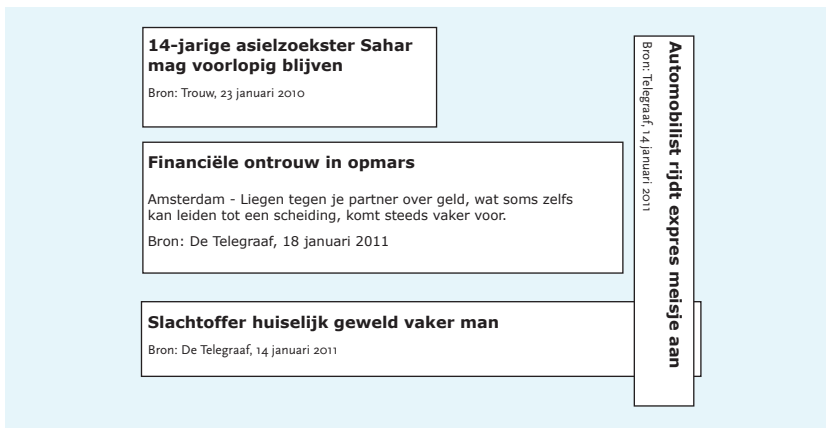 14-jarige asielzoekster Sahar
mag voorlopig blijven
Bron: Trouw, 23 januari 2010
Financiële ontrouw in opmars
Amsterdam - Liegen tegen je partner over geld, wat soms zelfs
kan leiden tot een scheiding, komt steeds vaker voor.
Bron: De Telegraaf, 18 januari 2011
Slachtoffer huiselijk geweld vaker man
Bron: De Telegraaf, 14 januari 2011
Automobilist rijdt expres meisje aan
Bron: Telegraaf, 14 januari 2011